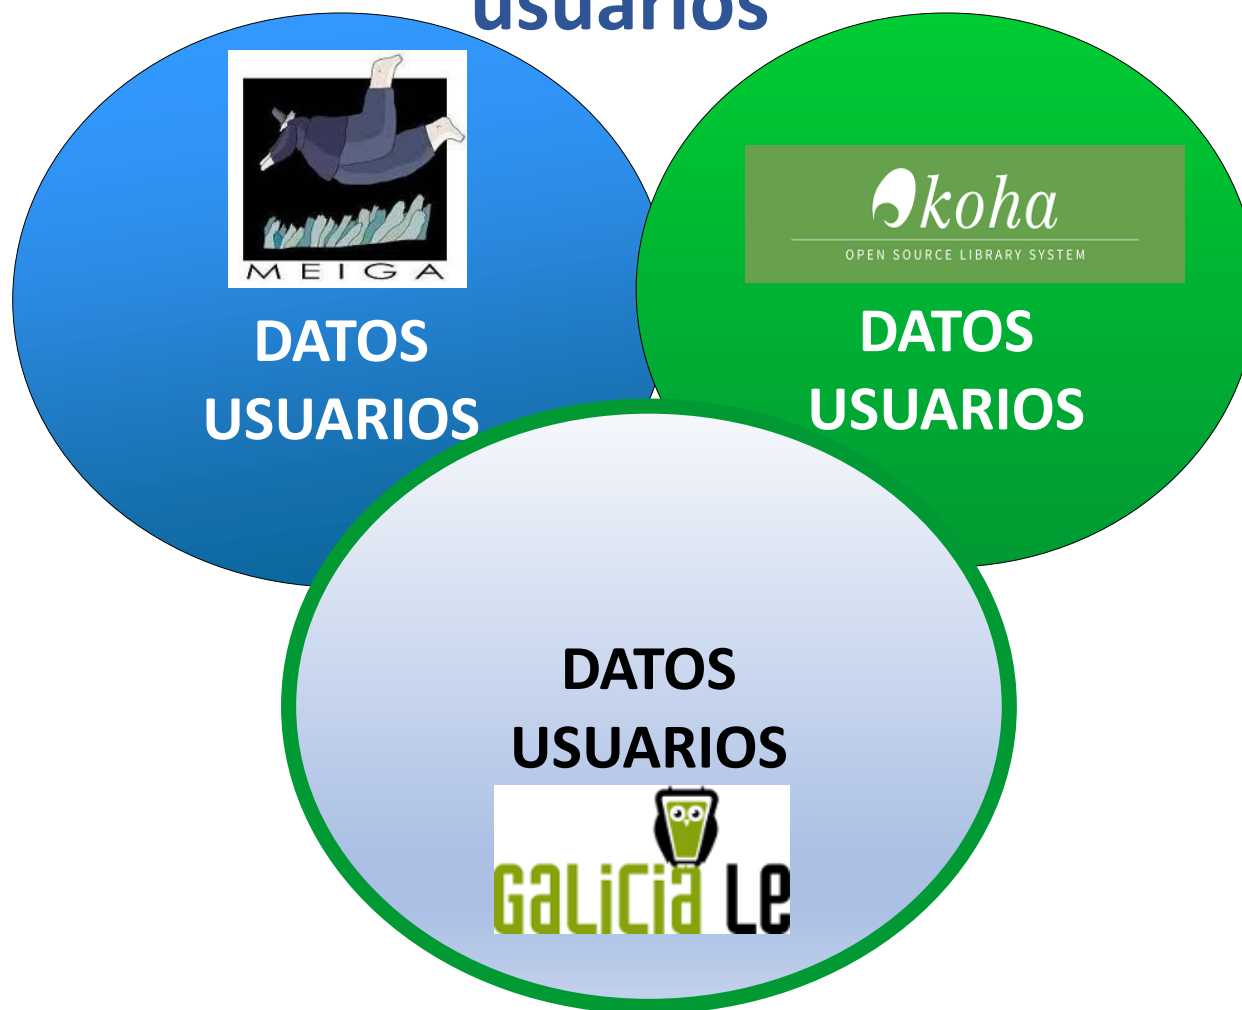 usuarios
MEIGA
DATOS
USUARIOS
koha
OPEN SOURCE LIBRARY SYSTEM
DATOS
USUARIOS
DATOS
USUARIOS
GaLiCia Le